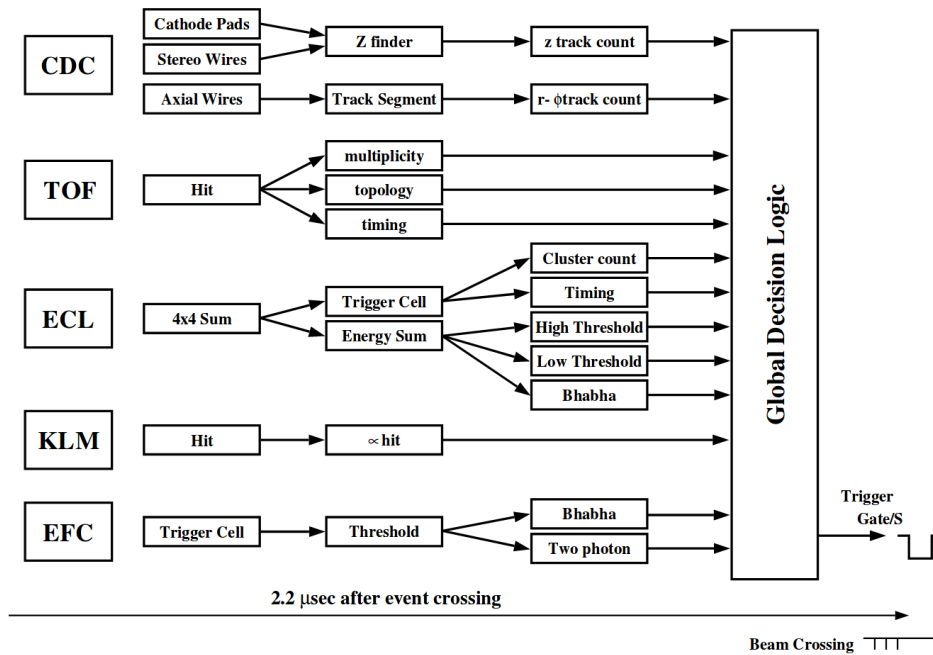 CDC
Cathode Pads
Stereo Wires
Z finder
z track count
Axial Wires
Track Segment
r- ϕtrack count
TOF
Hit
multiplicity
topology
timing
ECL
4x4 Sum
Trigger Cell
Energy Sum
Cluster count
Timing
High Threshold
Low Threshold
Bhabha
KLM
Hit
∝ hit
EFC
Trigger Cell
Threshold
Bhabha
Two photon
Global Decision Logic
Trigger
Gate/S
2.2 μsec after event crossing
Beam Crossing